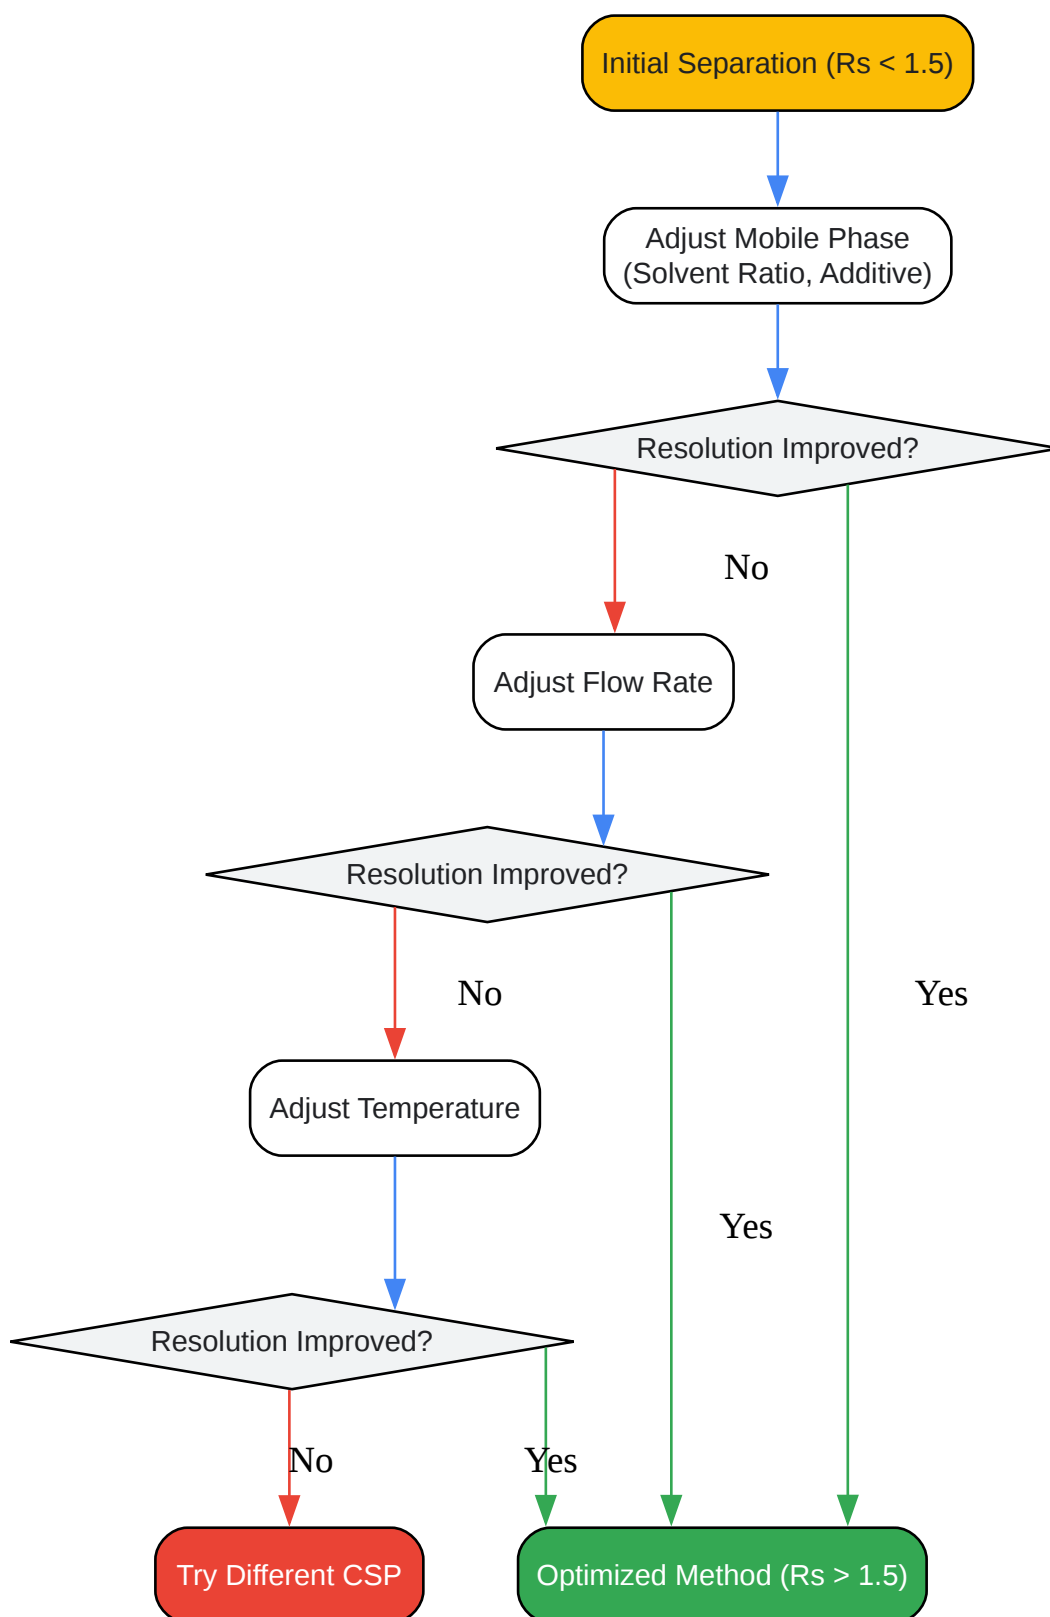 Initial Separation (Rs < 1.5)
Adjust Mobile Phase
(Solvent Ratio, Additive)
Resolution Improved?
No
Adjust Flow Rate
Resolution Improved?
No
Yes
Adjust Temperature
Yes
Resolution Improved?
No
Yes
Try Different CSP
Optimized Method (Rs > 1.5)